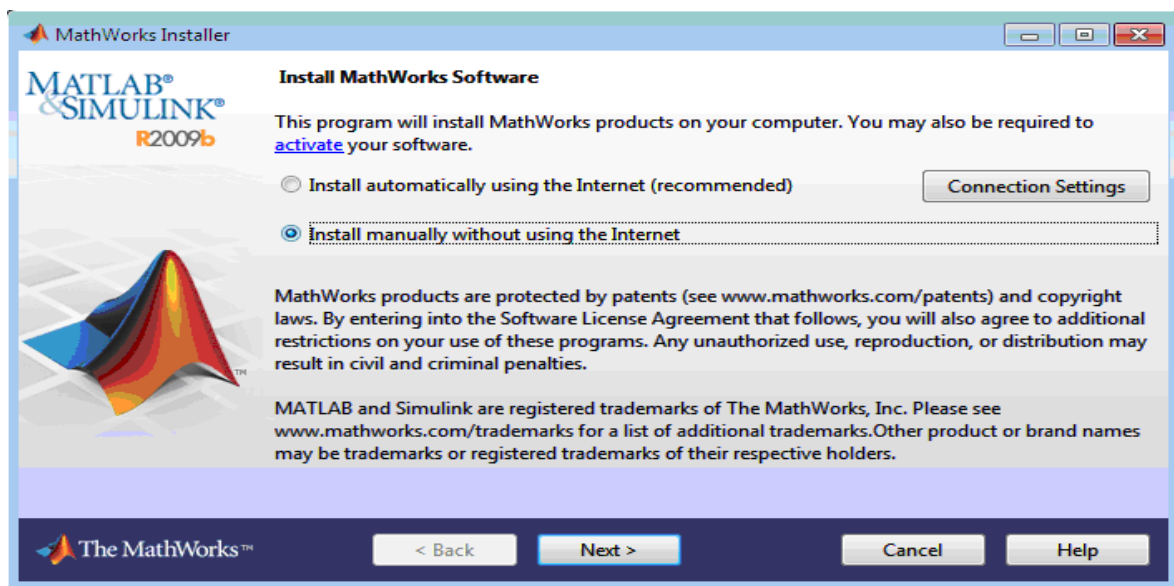 MathWorks Installer
MATLAB®
&SIMULINK®
R2009b
Install MathWorks Software
This program will install MathWorks products on your computer. You may also be required to
activate your software.
Install automatically using the Internet (recommended)
Connection Settings
Install manually without using the Internet
MathWorks products are protected by patents (see www.mathworks.com/patents) and copyright
laws. By entering into the Software License Agreement that follows, you will also agree to additional
restrictions on your use of these programs. Any unauthorized use, reproduction, or distribution may
result in civil and criminal penalties.
TM
MATLAB and Simulink are registered trademarks of The MathWorks, Inc. Please see
www.mathworks.com/trademarks for a list of additional trademarks.Other product or brand names
may be trademarks or registered trademarks of their respective holders.
The MathWorks™
< Back
Next >
Cancel
Help